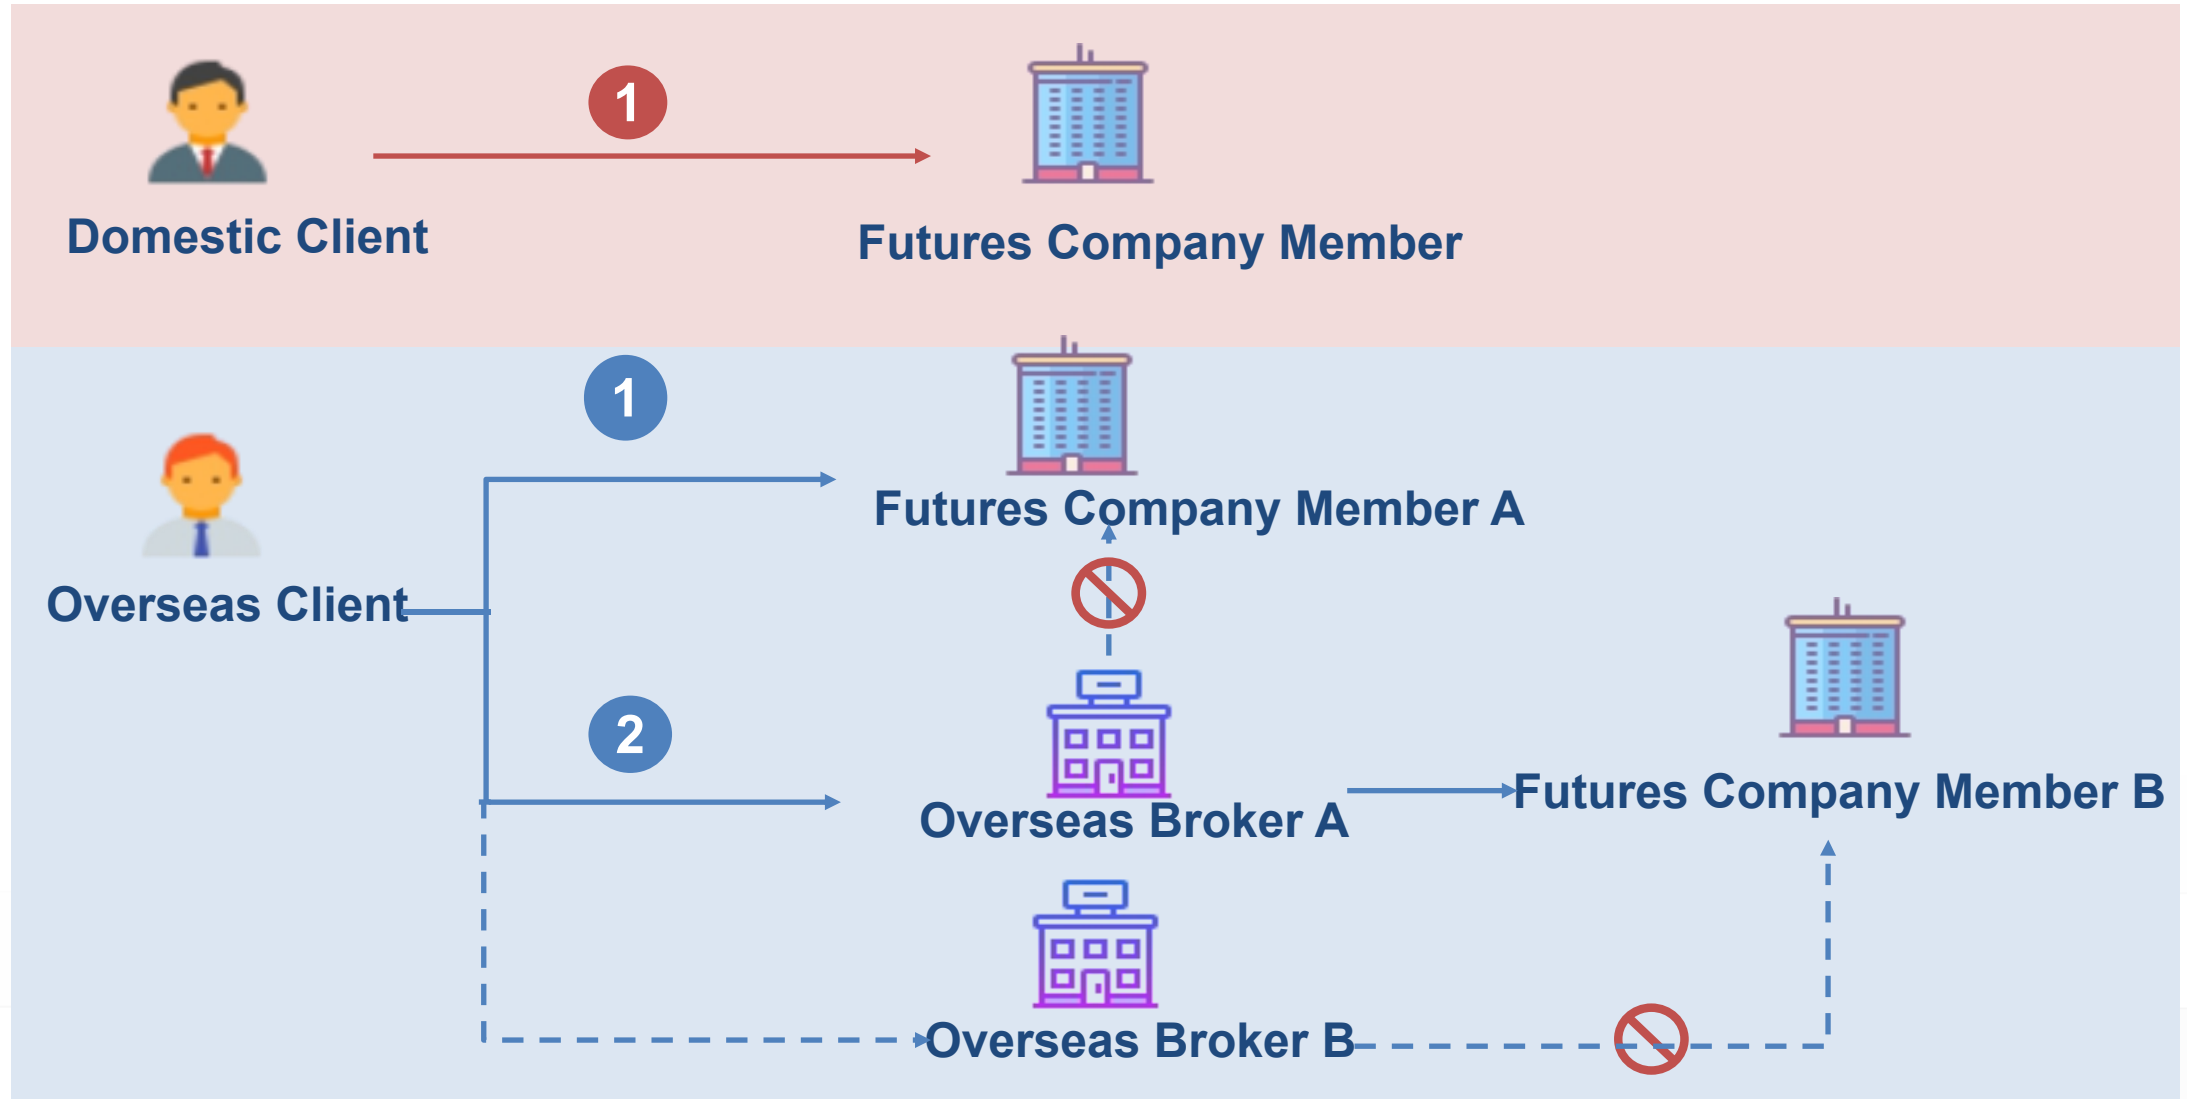 1
Domestic Client
Futures Company Member
1
Futures Company Member A
Overseas Client
2
Overseas Broker A
Futures Company Member B
Overseas Broker B